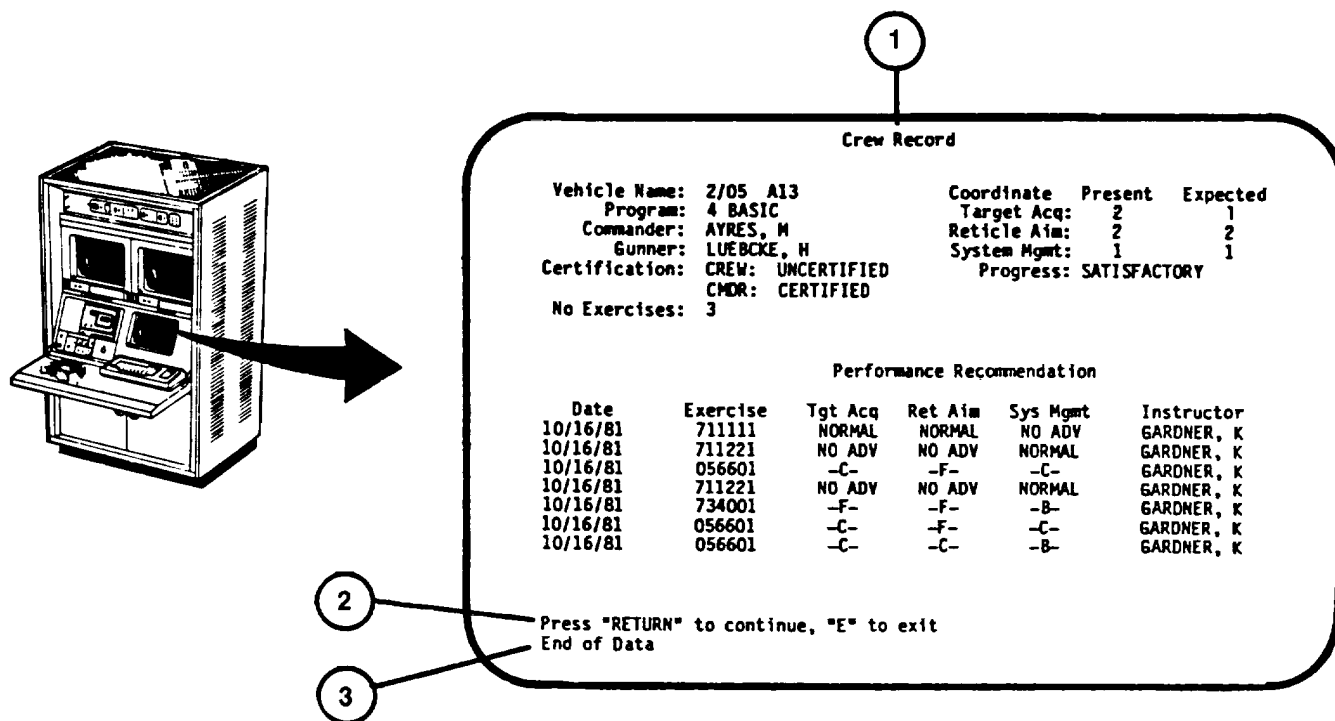 1
Crew Record
Vehicle Name: 2/05 A13 Coordinate Present Expected
Program: 4 BASIC Target Acq: 2 1
Commander: AYRES, M Reticle Aim: 2 2
Gunner: LUEBCKE, H System Mgmt: 1 1
Certification: CREW: UNCERTIFIED Progress: SATISFACTORY
CMDR: CERTIFIED
No Exercises: 3
Performance Recommendation
Date Exercise Tgt Acq Ret Aim Sys Mgmt Instructor
10/16/81 711111 NORMAL NORMAL NO ADV GARDNER, K
10/16/81 711221 NO ADV NO ADV NORMAL GARDNER, K
10/16/81 056601 -C- -F- -C- GARDNER, K
10/16/81 711221 NO ADV NO ADV NORMAL GARDNER, K
10/16/81 734001 -F- -F- -B- GARDNER, K
10/16/81 056601 -C- -F- -C- GARDNER, K
10/16/81 056601 -C- -C- -B- GARDNER, K
2
Press "RETURN" to continue, "E" to exit
End of Data
3